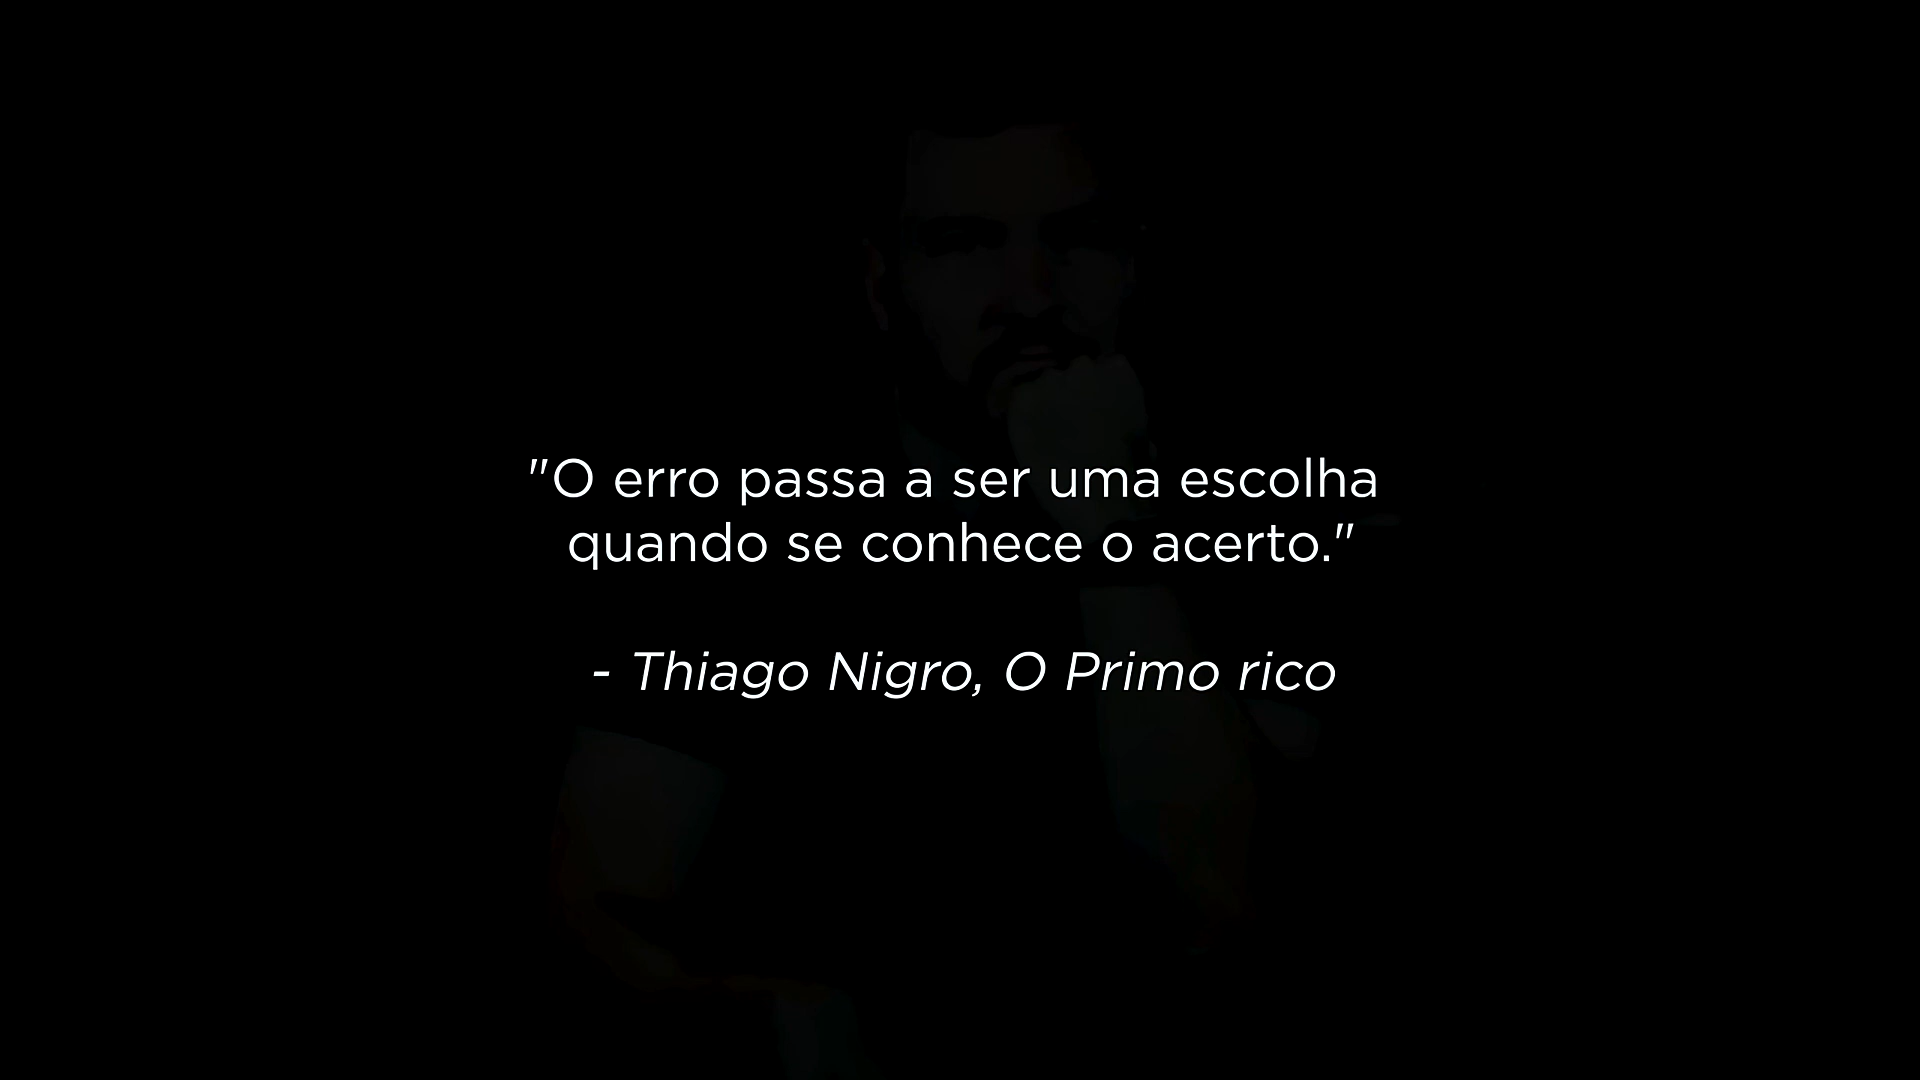 "O erro passa a ser uma escolha
quando se conhece o acerto."
- Thiago Nigro, O Primo rico